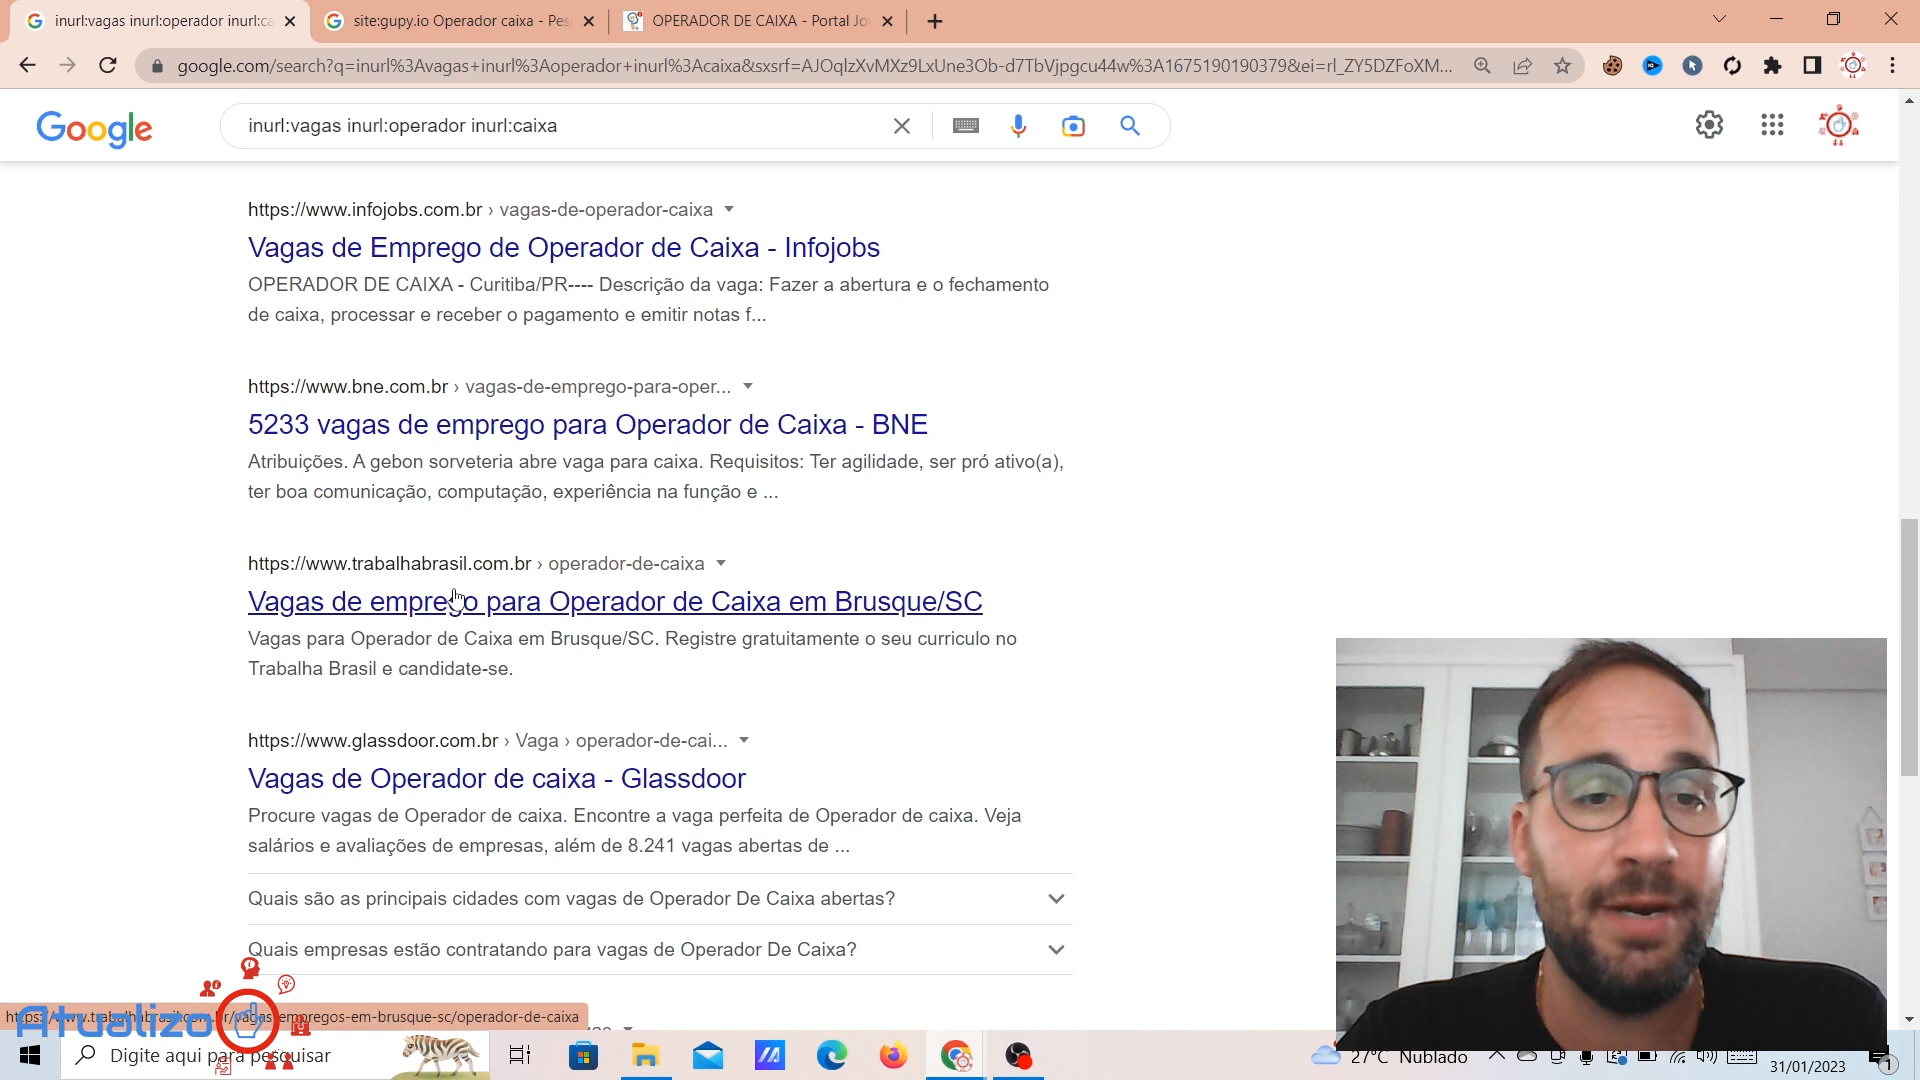 inurl:vagas inurl:operador inurl:ca
site:gupy.io Operador caixa - Pes
OPERADOR DE CAIXA - Portal Jo
google.com/search?q=inurl%3Avagas+inurl%3Aoperador+inurl%3Acaixa&sxsrf=AJOqlzXvMXz9LxUne3Ob-d7TbVjpgcu44w%3A1675190190379&ei=rl_ZY5DZFoXM...
Google
inurl:vagas inurl:operador inurl:caixa
https://www.infojobs.com.br › vagas-de-operador-caixa
Vagas de Emprego de Operador de Caixa - Infojobs
OPERADOR DE CAIXA - Curitiba/PR---- Descrição da vaga: Fazer a abertura e o fechamento
de caixa, processar e receber o pagamento e emitir notas f...
https://www.bne.com.br › vagas-de-emprego-para-oper...
5233 vagas de emprego para Operador de Caixa - BNE
Atribuições. A gebon sorveteria abre vaga para caixa. Requisitos: Ter agilidade, ser pró ativo(a),
ter boa comunicação, computação, experiência na função e ...
https://www.trabalhabrasil.com.br › operador-de-caixa
Vagas de emprego para Operador de Caixa em Brusque/SC
Vagas para Operador de Caixa em Brusque/SC. Registre gratuitamente o seu curriculo no
Trabalha Brasil e candidate-se.
https://www.glassdoor.com.br › Vaga › operador-de-cai...
Vagas de Operador de caixa - Glassdoor
Procure vagas de Operador de caixa. Encontre a vaga perfeita de Operador de caixa. Veja
salários e avaliações de empresas, além de 8.241 vagas abertas de ...
Quais são as principais cidades com vagas de Operador De Caixa abertas?
Quais empresas estão contratando para vagas de Operador De Caixa?
https://www.trabalhabrasil.com.br/vagas-empregos-em-brusque-sc/operador-de-caixa
Atualizo
Digite aqui para pesquisar
27°C Nublado
31/01/2023
1